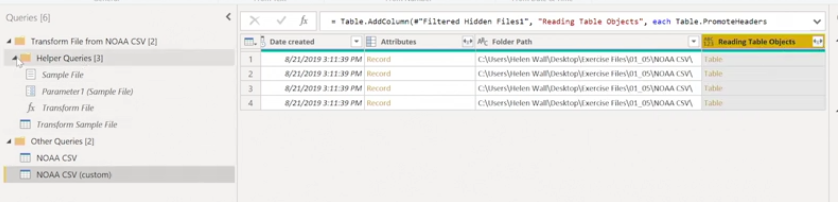 Queries [6]
= Table.AddColumn(#"Filtered Hidden Files1", "Reading Table Objects", each Table.PromoteHeaders
Transform File from NOAA CSV [2]
Helper Queries [3]
Sample File
Parameter1 (Sample File)
fx Transform File
Transform Sample File
Other Queries [2]
NOAA CSV
NOAA CSV (custom)
Date created Attributes Folder Path Reading Table Objects
1 8/21/2019 3:11:39 PM Record C:\Users\Helen Wall\Desktop\Exercise Files\01_05\NOAA CSV\ Table
2 8/21/2019 3:11:39 PM Record C:\Users\Helen Wall\Desktop\Exercise Files\01_05\NOAA CSV\ Table
3 8/21/2019 3:11:39 PM Record C:\Users\Helen Wall\Desktop\Exercise Files\01_05\NOAA CSV\ Table
4 8/21/2019 3:11:39 PM Record C:\Users\Helen Wall\Desktop\Exercise Files\01_05\NOAA CSV\ Table